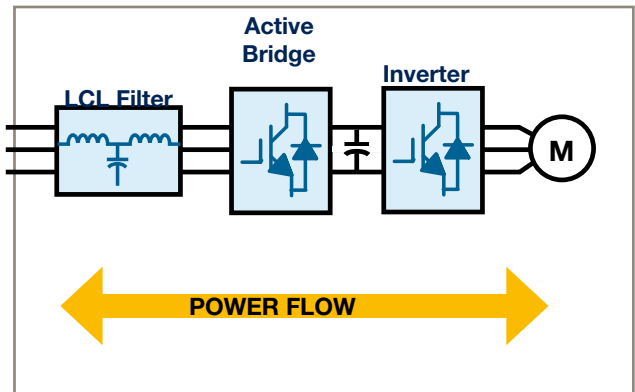 Active
Bridge
Inverter
LCL Filter
M
POWER FLOW